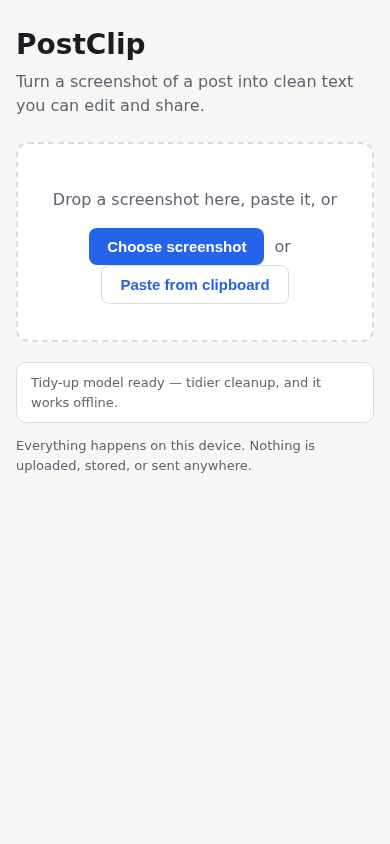 PostClip
Turn a screenshot of a post into clean text
you can edit and share.
Drop a screenshot here, paste it, or
Choose screenshot or
Paste from clipboard
Tidy-up model ready — tidier cleanup, and it
works offline.
Everything happens on this device. Nothing is
uploaded, stored, or sent anywhere.